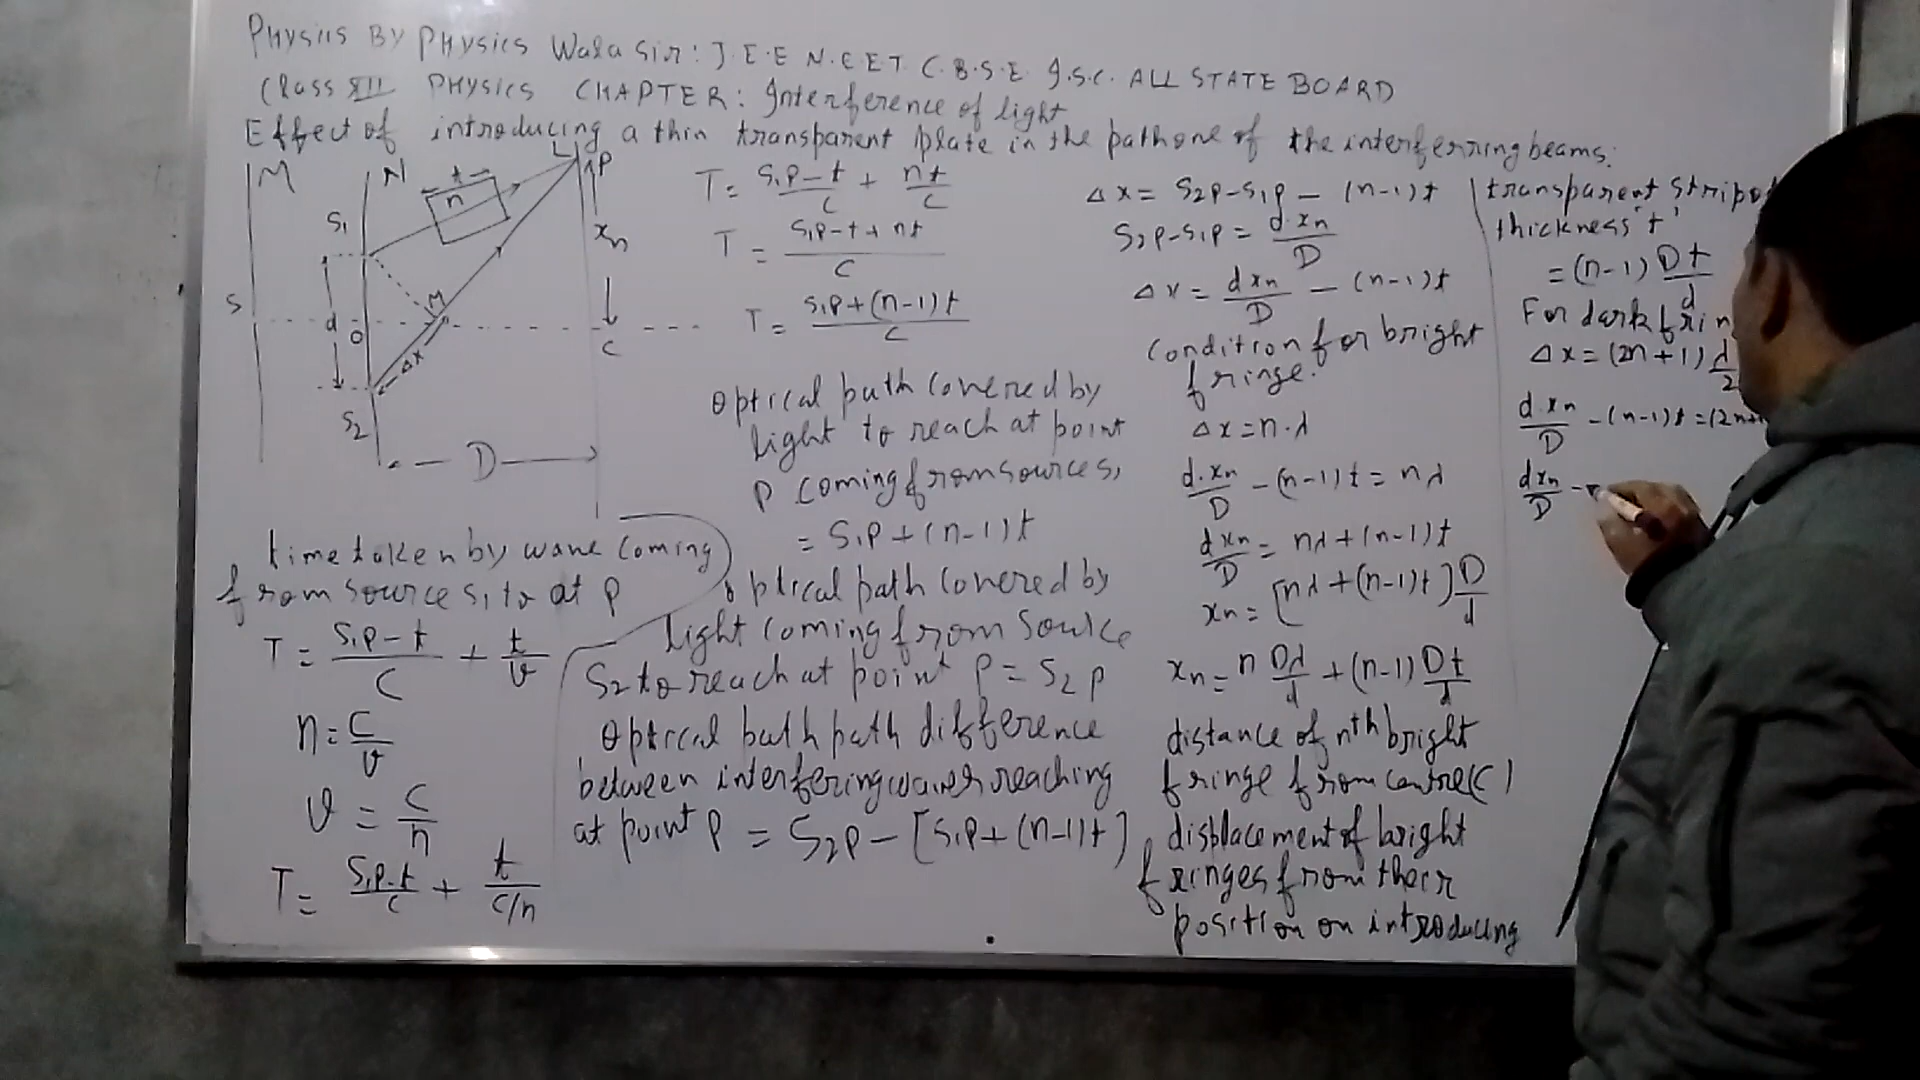 Physiis By Physics Wala Sir: J.E.E N.E.E.T. C.B.S.E. I.S.C. ALL STATE BOARD
Class XII PHYSICS CHAPTER: Interference of light
Effect of introducing a thin transparent plate in the path one of the interferring beams:
M N L P
S1 t n xn
S d O M C
Δx
S2
D
time taken by wave coming
from source s1 to at P
T = S1P-t/C + t/v
n = C/v
v = C/n
T = S1P-t/C + t/C/n
T = S1P-t/C + nt/C
T = S1P-t+nt/C
T = S1P+(n-1)t/C
optical path covered by
light to reach at point
P coming from source s,
= S1P+(n-1)t
optical path covered by
light coming from source
S2 to reach at point P = S2P
optical path path difference
between interfering waves reaching
at point P = S2P-[S1P+(n-1)t]
Δx = S2P-S1P-(n-1)t
S2P-S1P = d.xn/D
Δx = dxn/D - (n-1)t
condition for bright
fringe.
Δx = n.λ
d.xn/D - (n-1)t = nλ
dxn/D = nλ+(n-1)t
xn = [nλ+(n-1)t] D/d
xn = n Dλ/d + (n-1) Dt/d
distance of nth bright
fringe from centre(C)
displacement of bright
fringes from their
position on introducing
transparent strip of
thickness 't'
= (n-1) Dt/d
For dark frin
Δx = (2n+1) λ/2
d.xn/D - (n-1)t = (2n+
dxn/D -